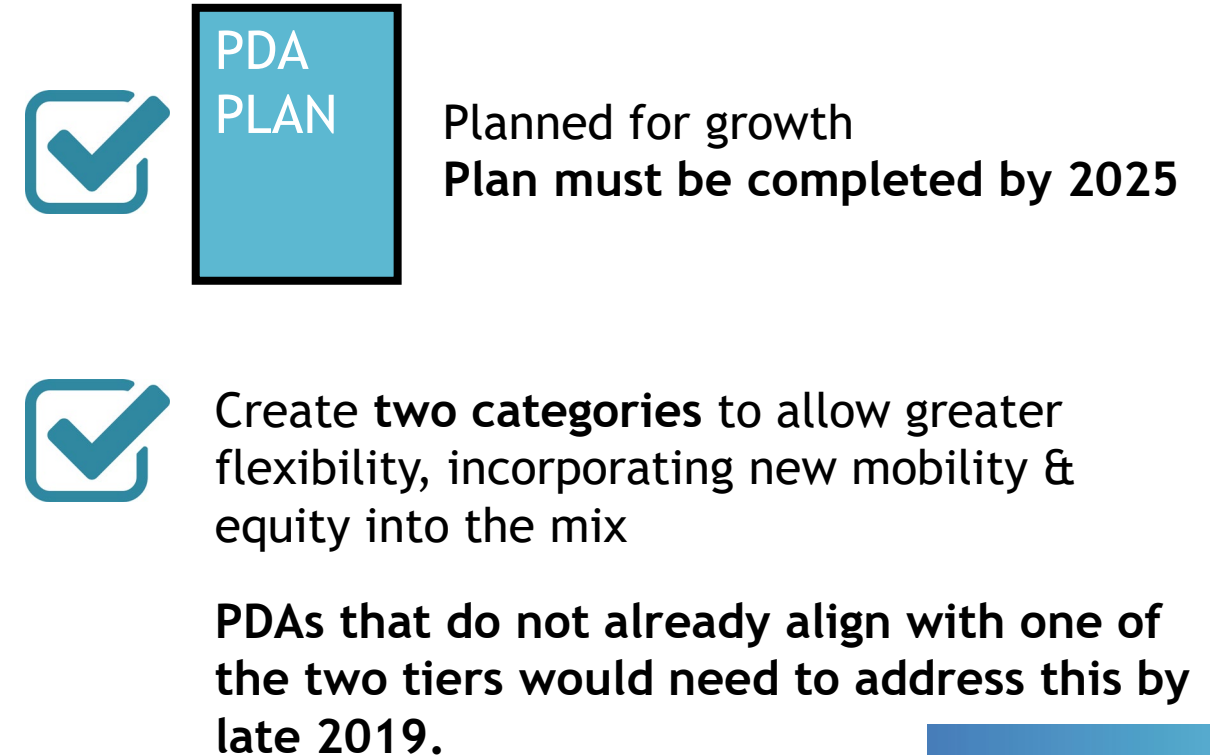 PDA
PLAN
Planned for growth
Plan must be completed by 2025
Create two categories to allow greater
flexibility, incorporating new mobility &
equity into the mix
PDAs that do not already align with one of
the two tiers would need to address this by
late 2019.